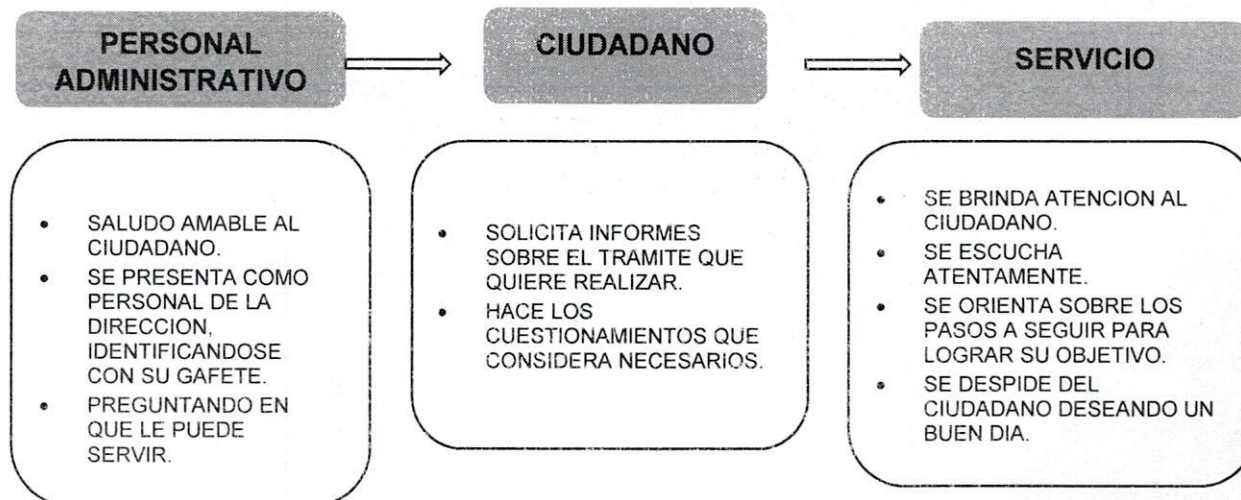 PERSONAL
ADMINISTRATIVO
CIUDADANO
SERVICIO
• SALUDO AMABLE AL
CIUDADANO.
• SE PRESENTA COMO
PERSONAL DE LA
DIRECCION,
IDENTIFICANDOSE
CON SU GAFETE.
• PREGUNTANDO EN
QUE LE PUEDE
SERVIR.
• SOLICITA INFORMES
SOBRE EL TRAMITE QUE
QUIERE REALIZAR.
• HACE LOS
CUESTIONAMIENTOS QUE
CONSIDERA NECESARIOS.
• SE BRINDA ATENCION AL
CIUDADANO.
• SE ESCUCHA
ATENTAMENTE.
• SE ORIENTA SOBRE LOS
PASOS A SEGUIR PARA
LOGRAR SU OBJETIVO.
• SE DESPIDE DEL
CIUDADANO DESEANDO UN
BUEN DIA.